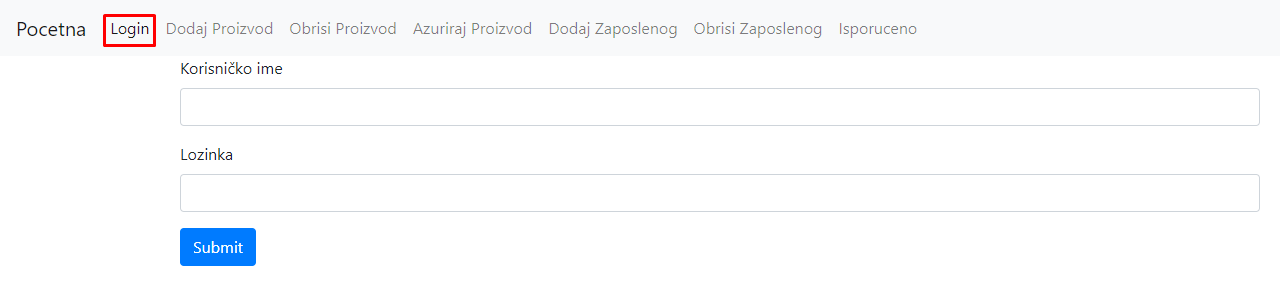 Pocetna Login Dodaj Proizvod Obrisi Proizvod Azuriraj Proizvod Dodaj Zaposlenog Obrisi Zaposlenog Isporuceno
Korisničko ime
Lozinka
Submit